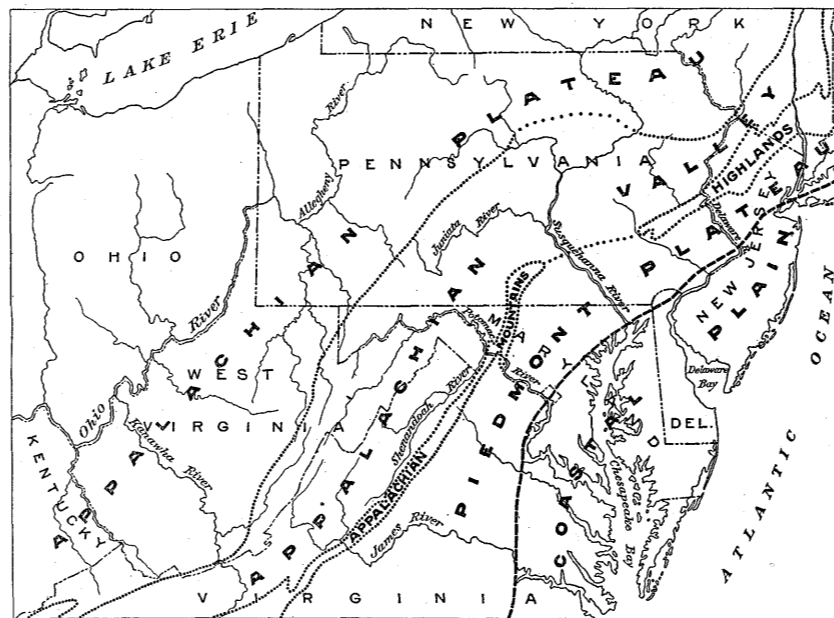 NEW YORK
LAKE ERIE
PLATEAU
Allegheny River
PENNSYLVANIA
VALLEY
HIGHLANDS
Delaware
NEW JERSEY
PLATEAU
PLAIN
Juniata River
Susquehanna River
OHIO
APPALACHIAN
APPALACHIAN
MOUNTAINS
Potomac
River
MARYLAND
PIEDMONT
OCEAN
Ohio River
WEST
VIRGINIA
Kanawha River
KENTUCKY
Shenandoah River
APPALACHIAN
James River
COASTAL
Chesapeake Bay
Delaware Bay
DEL.
ATLANTIC
VIRGINIA